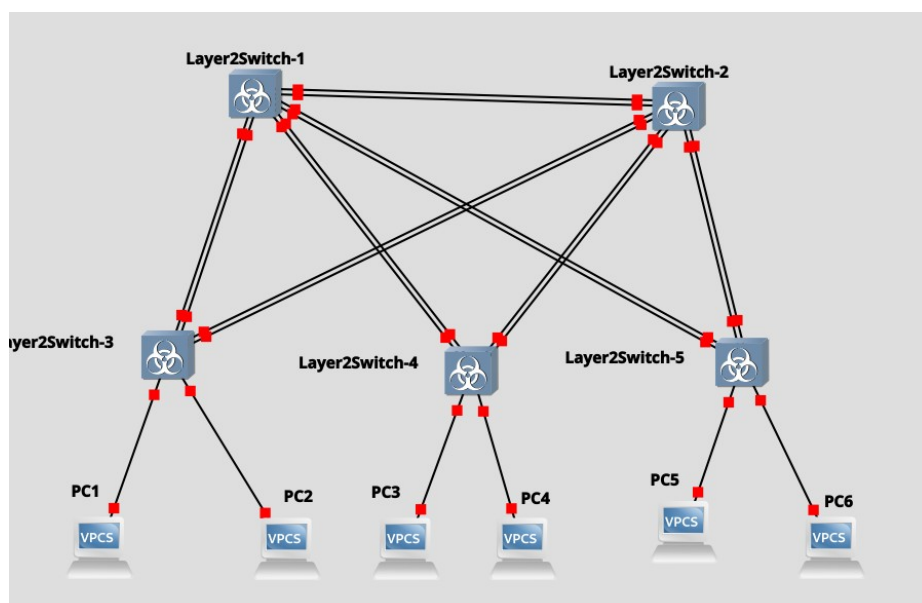 Layer2Switch-1
Layer2Switch-2
ayer2Switch-3
Layer2Switch-4
Layer2Switch-5
PC1
PC2
PC3
PC4
PC5
PC6
VPCS
VPCS
VPCS
VPCS
VPCS
VPCS